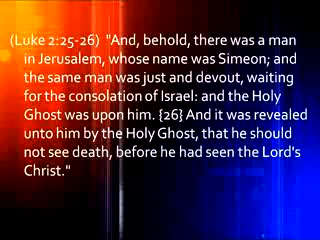 (Luke 2:25-26)  "And, behold, there was a man
in Jerusalem, whose name was Simeon; and
the same man was just and devout, waiting
for the consolation of Israel: and the Holy
Ghost was upon him. {26} And it was revealed
unto him by the Holy Ghost, that he should
not see death, before he had seen the Lord's
Christ."